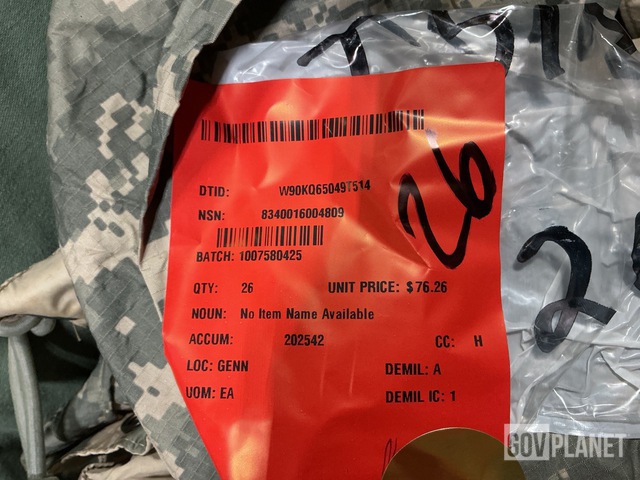 26
DTID: W90KQ65049T514
NSN: 8340016004809
BATCH: 1007580425
QTY: 26 UNIT PRICE: $76.26
NOUN: No Item Name Available
ACCUM: 202542 CC: H
LOC: GENN DEMIL: A
UOM: EA DEMIL IC: 1
GOVPLANET